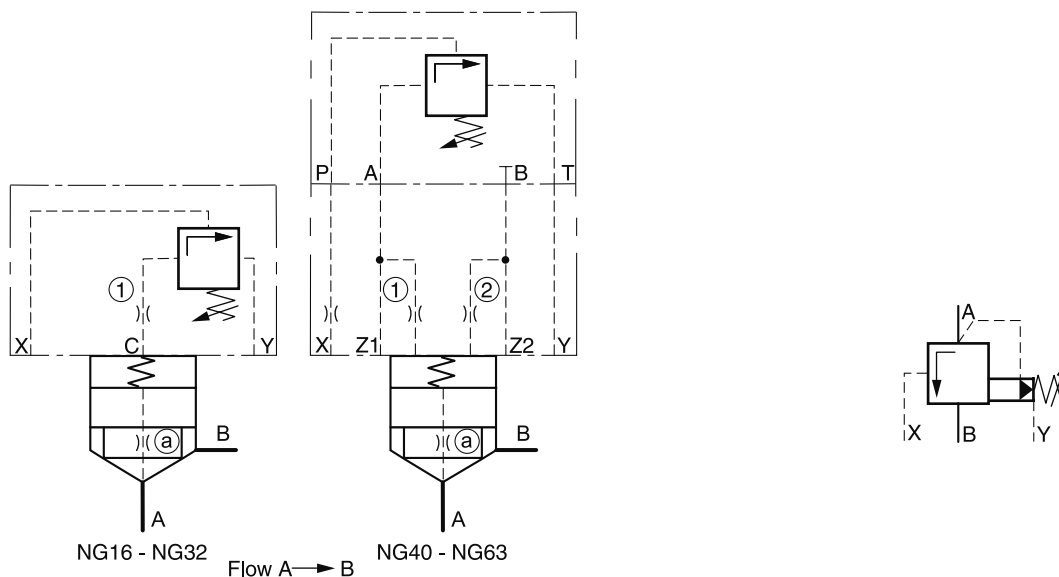 P A B T
1 1 2
X C Y X Z1 Z2 Y
a B a B
A A
NG16 - NG32 NG40 - NG63
Flow A B
A
X B Y